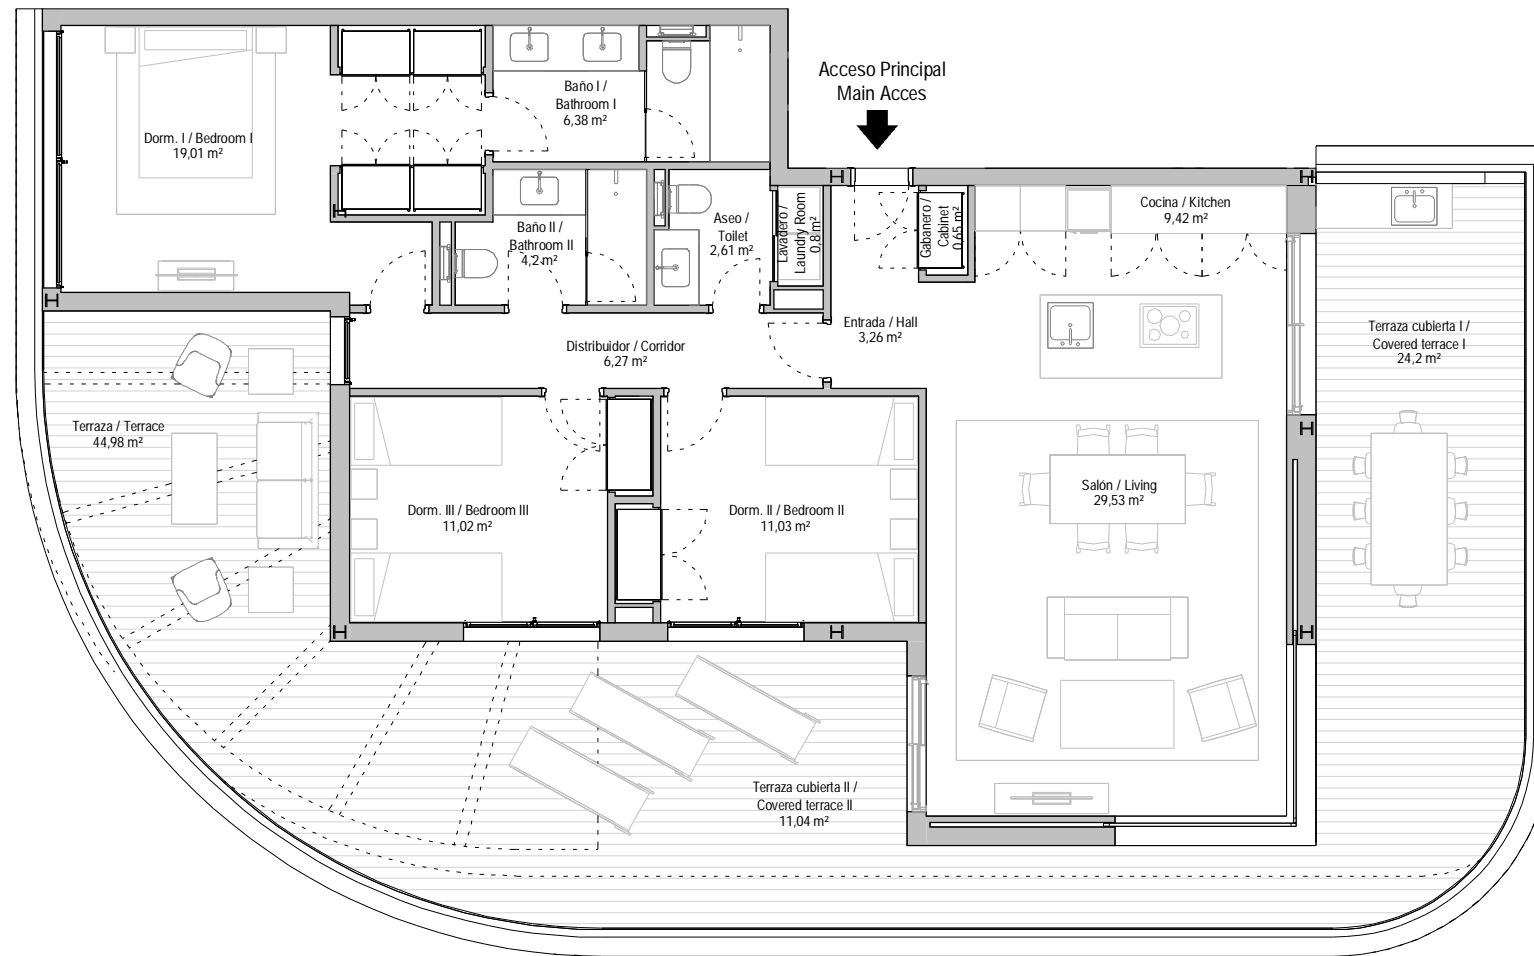 Acceso Principal
Main Acces
Baño I /
Bathroom I
6,38 m²
Dorm. I / Bedroom I
19,01 m²
Baño II /
Bathroom II
4,2 m²
Aseo /
Toilet
2,61 m²
Lavadero /
Laundry Room
0,8 m²
Gabanero /
Cabinet
0,65 m²
Cocina / Kitchen
9,42 m²
Entrada / Hall
3,26 m²
Distribuidor / Corridor
6,27 m²
Terraza cubierta I /
Covered terrace I
24,2 m²
Terraza / Terrace
44,98 m²
Dorm. III / Bedroom III
11,02 m²
Dorm. II / Bedroom II
11,03 m²
Salón / Living
29,53 m²
Terraza cubierta II /
Covered terrace II
11,04 m²